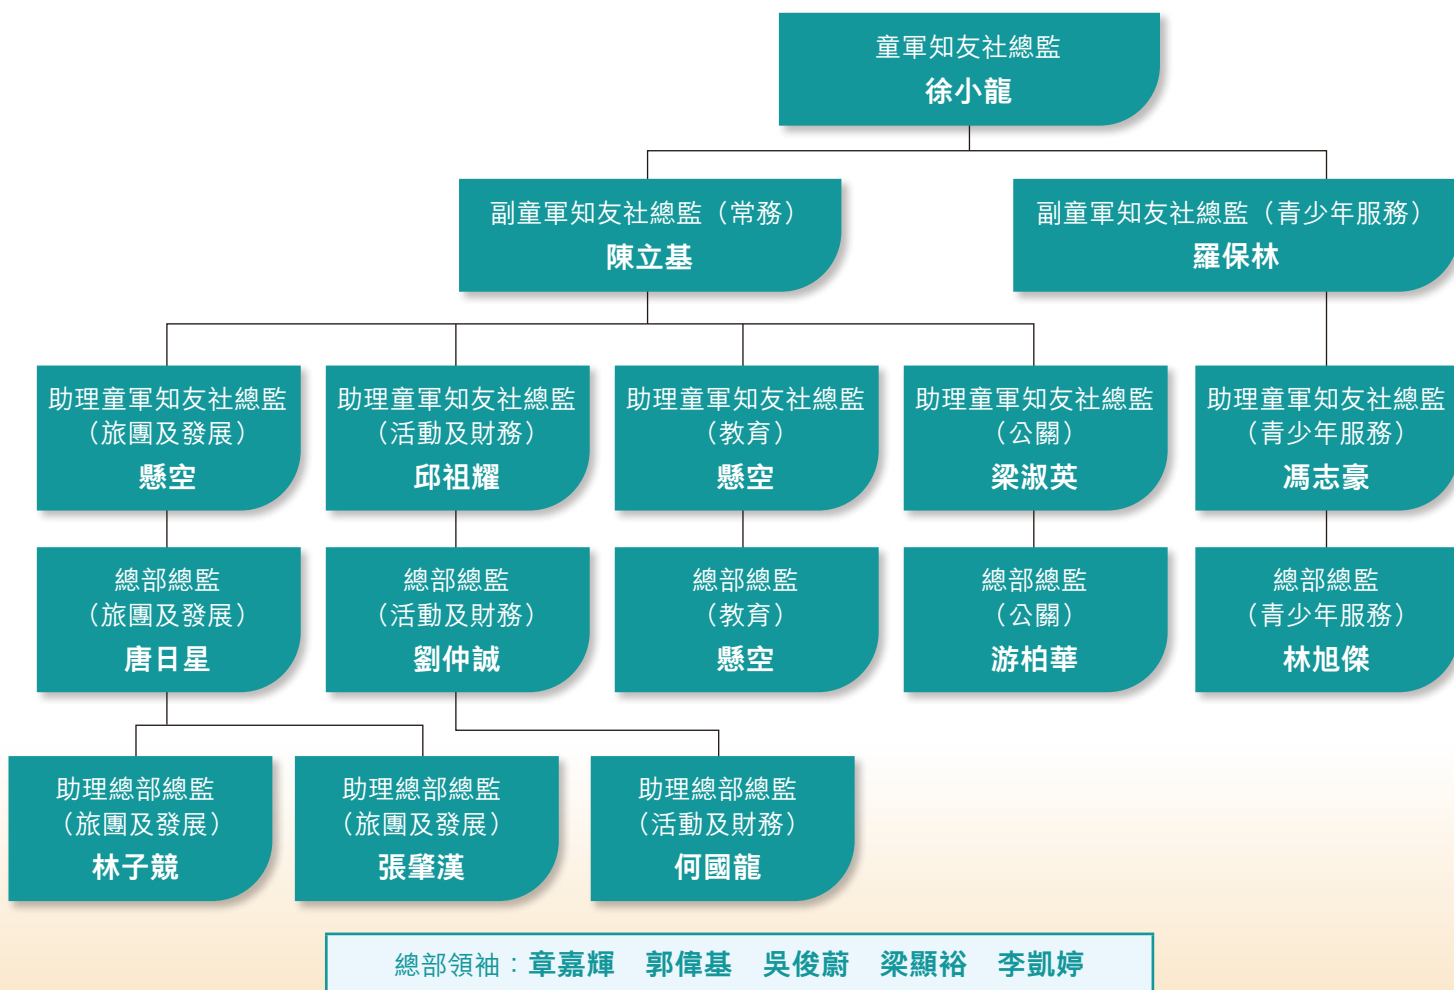 童軍知友社總監
徐小龍
副童軍知友社總監（常務）
陳立基
副童軍知友社總監（青少年服務）
羅保林
助理童軍知友社總監
（旅團及發展）
懸空
助理童軍知友社總監
（活動及財務）
邱祖耀
助理童軍知友社總監
（教育）
懸空
助理童軍知友社總監
（公關）
梁淑英
助理童軍知友社總監
（青少年服務）
馮志豪
總部總監
（旅團及發展）
唐日星
總部總監
（活動及財務）
劉仲誠
總部總監
（教育）
懸空
總部總監
（公關）
游柏華
總部總監
（青少年服務）
林旭傑
助理總部總監
（旅團及發展）
林子競
助理總部總監
（旅團及發展）
張肇漢
助理總部總監
（活動及財務）
何國龍
總部領袖：章嘉輝　郭偉基　吳俊蔚　梁顯裕　李凱婷